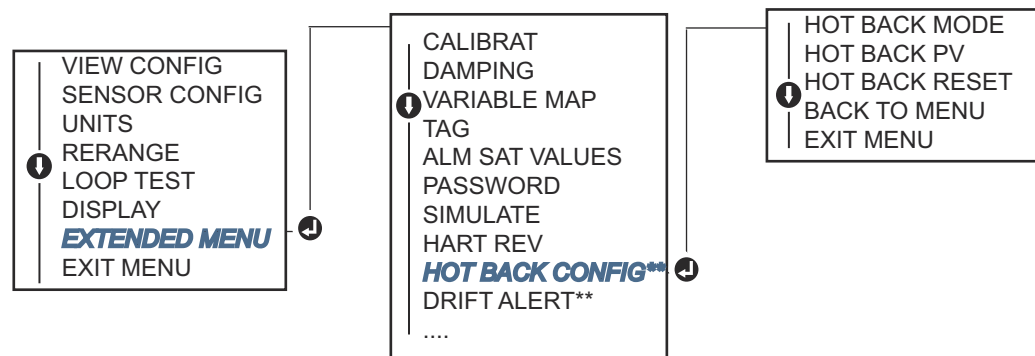 VIEW CONFIG
SENSOR CONFIG
UNITS
RERANGE
LOOP TEST
DISPLAY
EXTENDED MENU
EXIT MENU
CALIBRAT
DAMPING
VARIABLE MAP
TAG
ALM SAT VALUES
PASSWORD
SIMULATE
HART REV
HOT BACK CONFIG**
DRIFT ALERT**
....
HOT BACK MODE
HOT BACK PV
HOT BACK RESET
BACK TO MENU
EXIT MENU